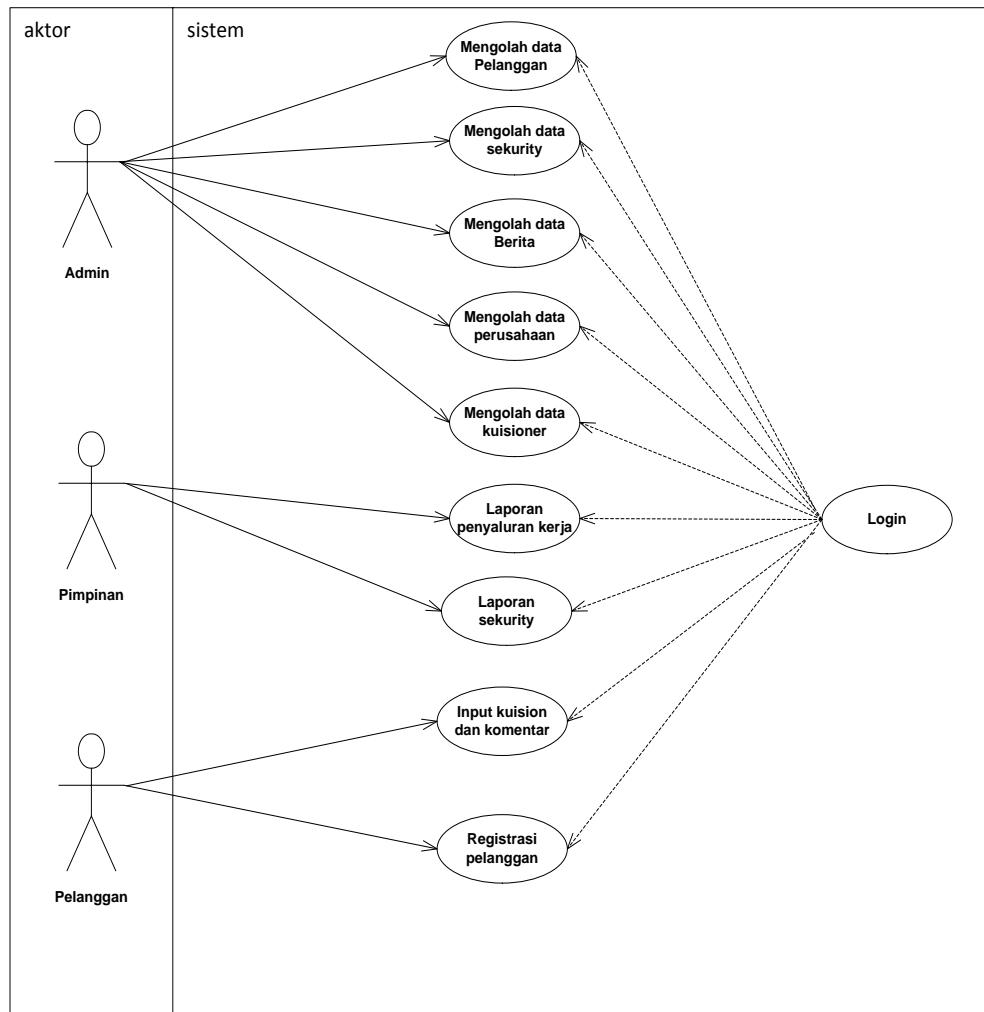 aktor
sistem
Mengolah data
Pelanggan
Mengolah data
sekurity
Admin
Mengolah data
Berita
Mengolah data
perusahaan
Mengolah data
kuisioner
Pimpinan
Laporan
penyaluran kerja
Login
Laporan
sekurity
Input kuision
dan komentar
Pelanggan
Registrasi
pelanggan